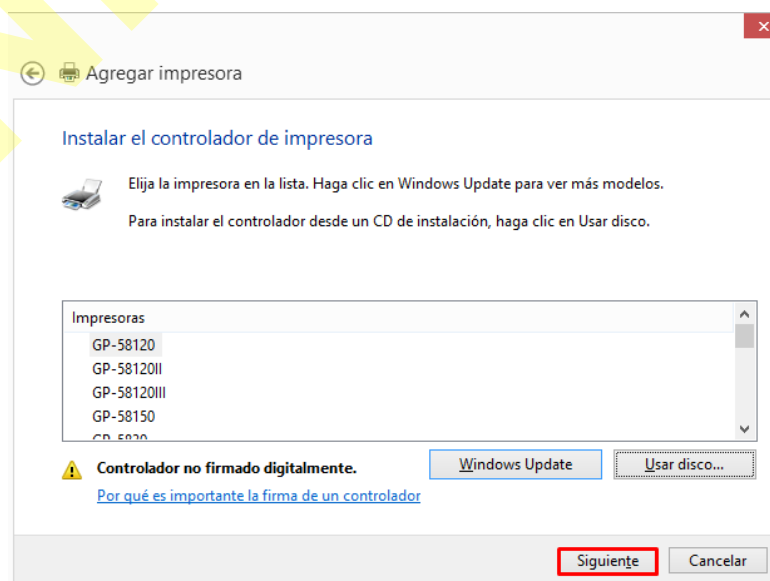 Agregar impresora
Instalar el controlador de impresora
Elija la impresora en la lista. Haga clic en Windows Update para ver más modelos.
Para instalar el controlador desde un CD de instalación, haga clic en Usar disco.
Impresoras
GP-58120
GP-58120II
GP-58120III
GP-58150
Controlador no firmado digitalmente.
Windows Update
Usar disco...
Por qué es importante la firma de un controlador
Siguiente
Cancelar